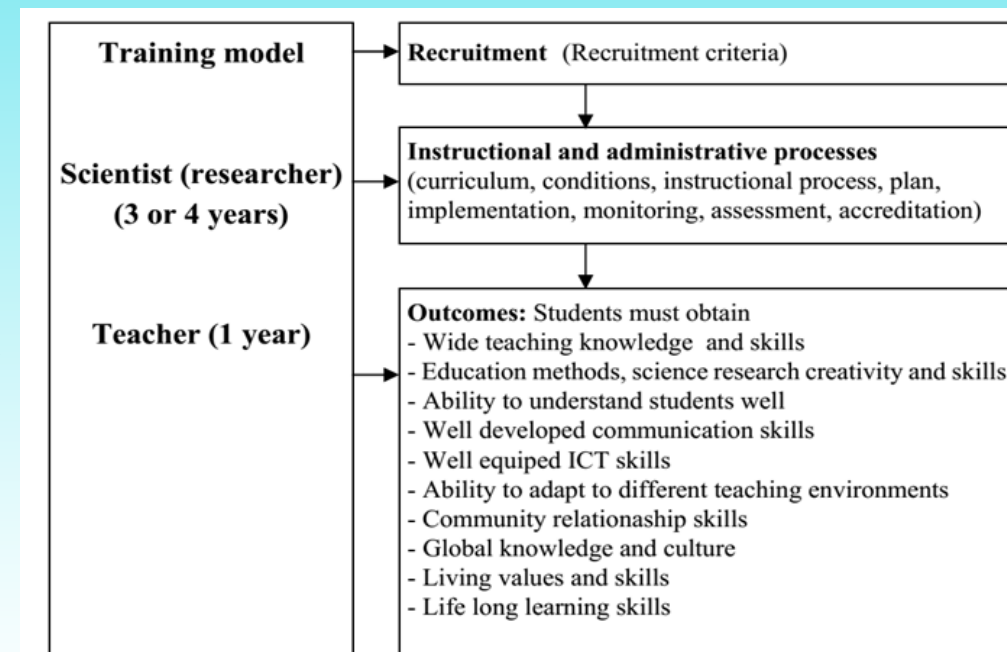 Training model
Scientist (researcher)
(3 or 4 years)
Teacher (1 year)
Recruitment (Recruitment criteria)
Instructional and administrative processes
(curriculum, conditions, instructional process, plan,
implementation, monitoring, assessment, accreditation)
Outcomes: Students must obtain
- Wide teaching knowledge and skills
- Education methods, science research creativity and skills
- Ability to understand students well
- Well developed communication skills
- Well equiped ICT skills
- Ability to adapt to different teaching environments
- Community relationaship skills
- Global knowledge and culture
- Living values and skills
- Life long learning skills